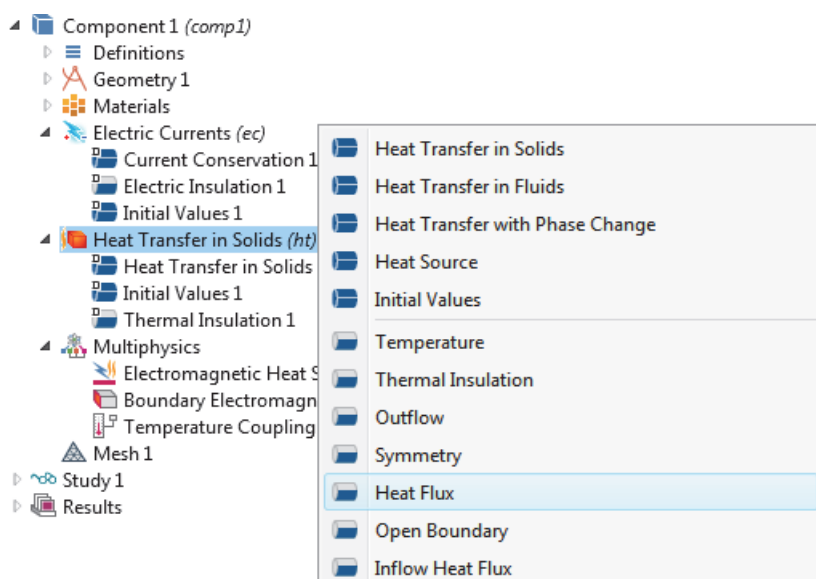 Component 1 (comp1)
Definitions
Geometry 1
Materials
Electric Currents (ec)
Current Conservation 1
Electric Insulation 1
Initial Values 1
Heat Transfer in Solids (ht)
Heat Transfer in Solids
Initial Values 1
Thermal Insulation 1
Multiphysics
Electromagnetic Heat S
Boundary Electromagn
Temperature Coupling
Mesh 1
Study 1
Results
Heat Transfer in Solids
Heat Transfer in Fluids
Heat Transfer with Phase Change
Heat Source
Initial Values
Temperature
Thermal Insulation
Outflow
Symmetry
Heat Flux
Open Boundary
Inflow Heat Flux